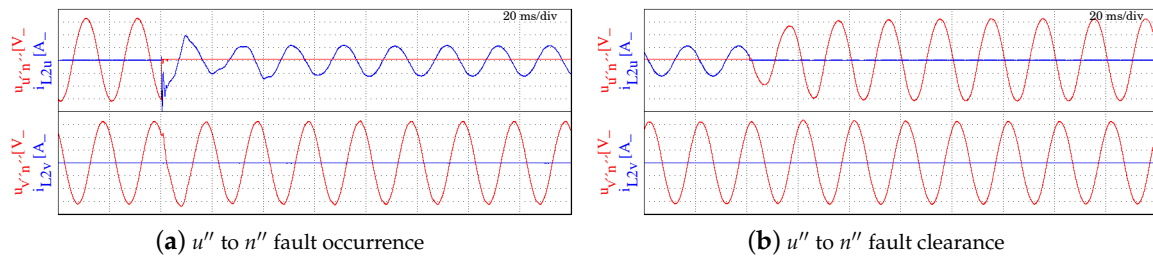 20 ms/div
u_u′′n′′[V_
i_L2u [A_
u_v′′n′′[V_
i_L2v [A_
(a) u″ to n″ fault occurrence
20 ms/div
u_u′′n′′[V_
i_L2u [A_
u_v′′n′′[V_
i_L2v [A_
(b) u″ to n″ fault clearance